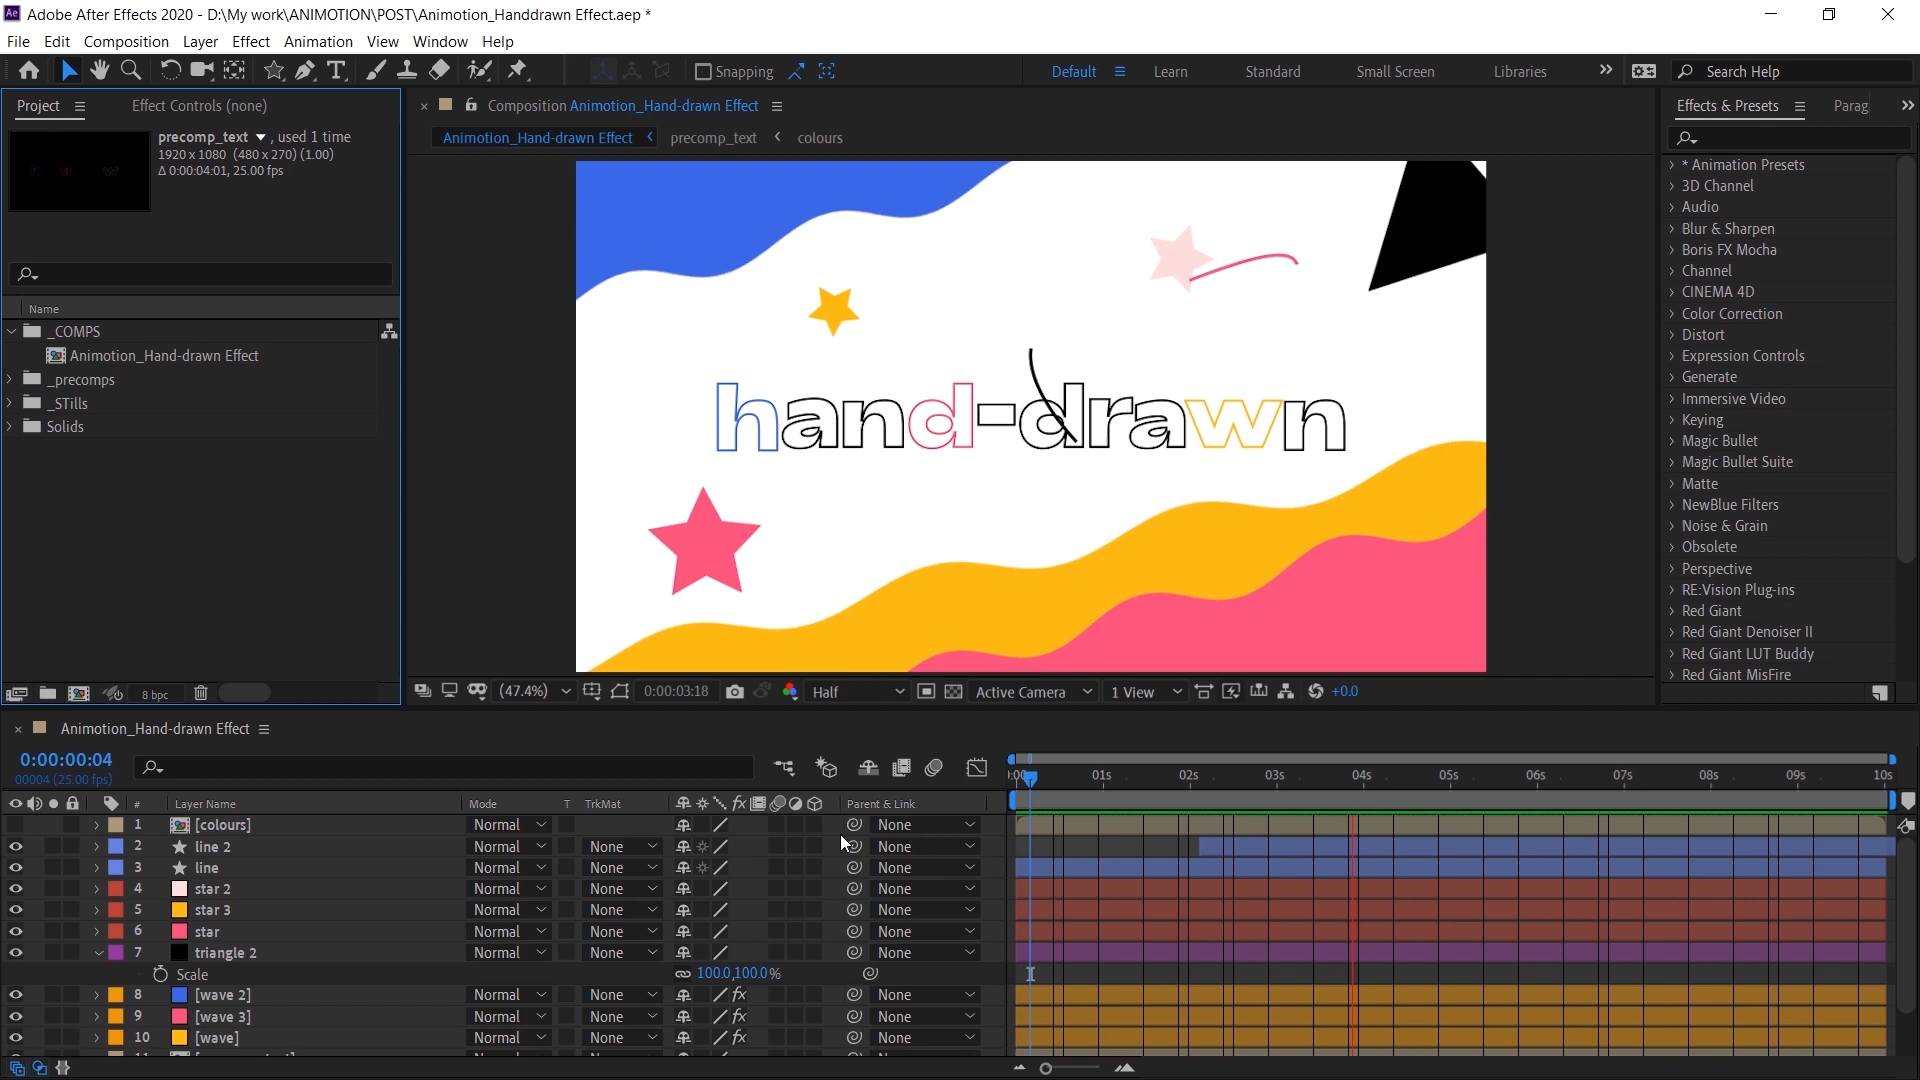 Adobe After Effects 2020 - D:\My work\ANIMOTION\POST\Animotion_Handdrawn Effect.aep *
File Edit Composition Layer Effect Animation View Window Help
Snapping Default Learn Standard Small Screen Libraries Search Help
Project Effect Controls (none)
precomp_text , used 1 time
1920 x 1080 (480 x 270) (1.00)
Δ 0:00:04:01, 25.00 fps
Name
_COMPS
Animotion_Hand-drawn Effect
_precomps
_STills
Solids
8 bpc
Composition Animotion_Hand-drawn Effect
Animotion_Hand-drawn Effect precomp_text colours
hand-drawn
(47.4%) 0:00:03:18 Half Active Camera 1 View +0.0
Effects & Presets Parag
* Animation Presets
3D Channel
Audio
Blur & Sharpen
Boris FX Mocha
Channel
CINEMA 4D
Color Correction
Distort
Expression Controls
Generate
Immersive Video
Keying
Magic Bullet
Magic Bullet Suite
Matte
NewBlue Filters
Noise & Grain
Obsolete
Perspective
RE:Vision Plug-ins
Red Giant
Red Giant Denoiser II
Red Giant LUT Buddy
Red Giant MisFire
Animotion_Hand-drawn Effect
0:00:00:04
00004 (25.00 fps)
01s 02s 03s 04s 05s 06s 07s 08s 09s 10s
# Layer Name Mode T TrkMat Parent & Link
1 [colours] Normal None
2 line 2 Normal None None
3 line Normal None None
4 star 2 Normal None None
5 star 3 Normal None None
6 star Normal None None
7 triangle 2 Normal None None
Scale 100.0,100.0%
8 [wave 2] Normal None None
9 [wave 3] Normal None None
10 [wave] Normal None None